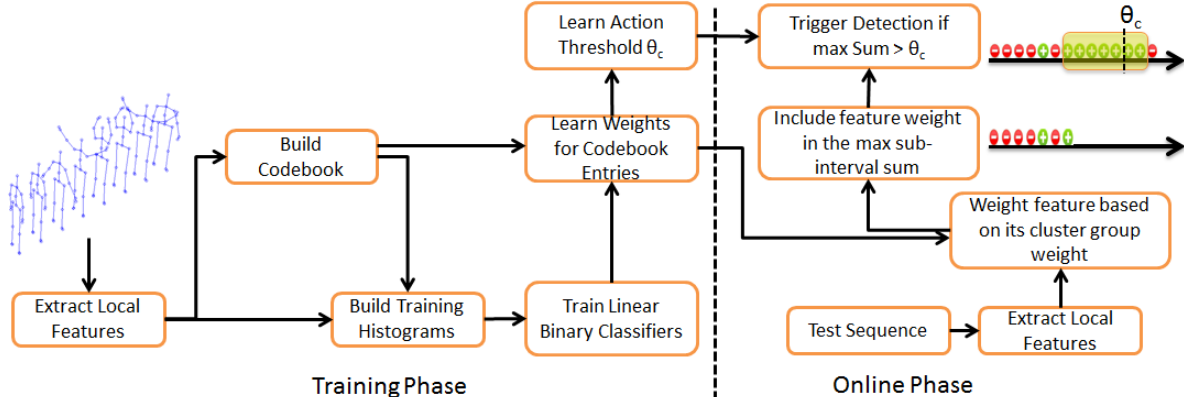 Learn Action
Threshold θc
Trigger Detection if
max Sum > θc
θc
Build
Codebook
Learn Weights
for Codebook
Entries
Include feature weight
in the max sub-
interval sum
Weight feature based
on its cluster group
weight
Extract Local
Features
Build Training
Histograms
Train Linear
Binary Classifiers
Test Sequence
Extract Local
Features
Training Phase
Online Phase